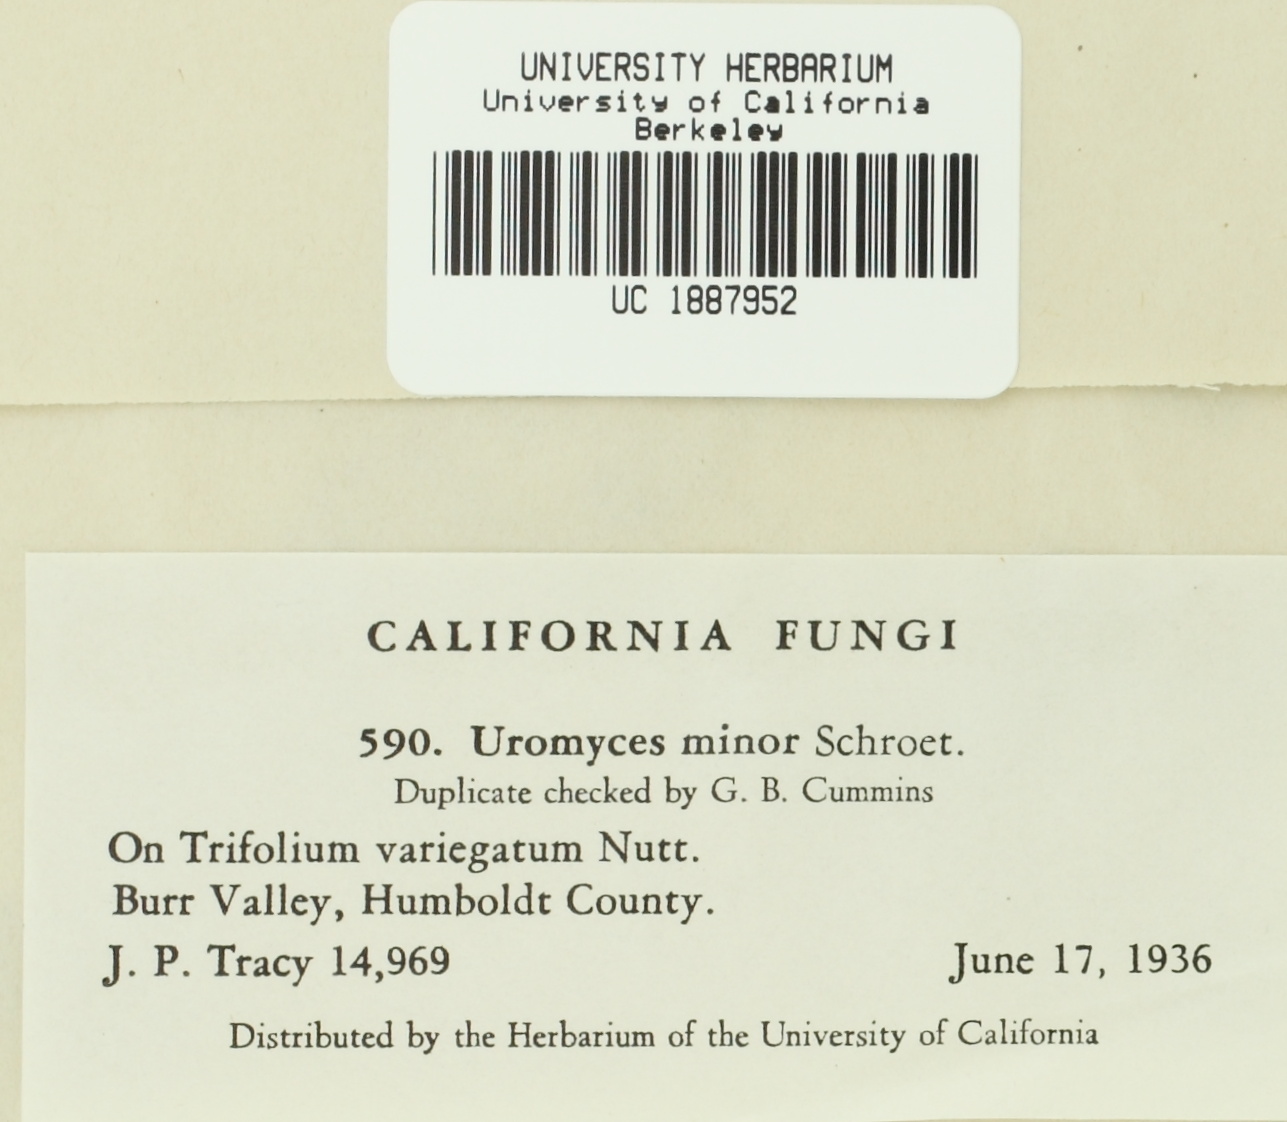 UNIVERSITY HERBARIUM
University of California
Berkeley
UC 1887952
CALIFORNIA FUNGI
590. Uromyces minor Schroet.
Duplicate checked by G. B. Cummins
On Trifolium variegatum Nutt.
Burr Valley, Humboldt County.
J. P. Tracy 14,969 June 17, 1936
Distributed by the Herbarium of the University of California